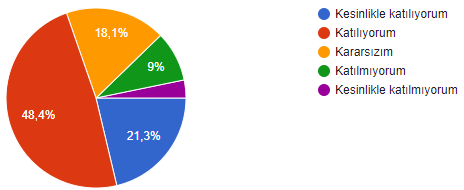 Kesinlikle katılıyorum
Katılıyorum
Kararsızım
Katılmıyorum
Kesinlikle katılmıyorum
18,1%
9%
48,4%
21,3%